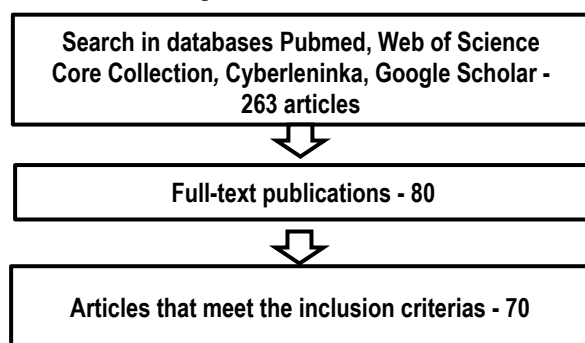 Search in databases Pubmed, Web of Science
Core Collection, Cyberleninka, Google Scholar -
263 articles
Full-text publications - 80
Articles that meet the inclusion criterias - 70